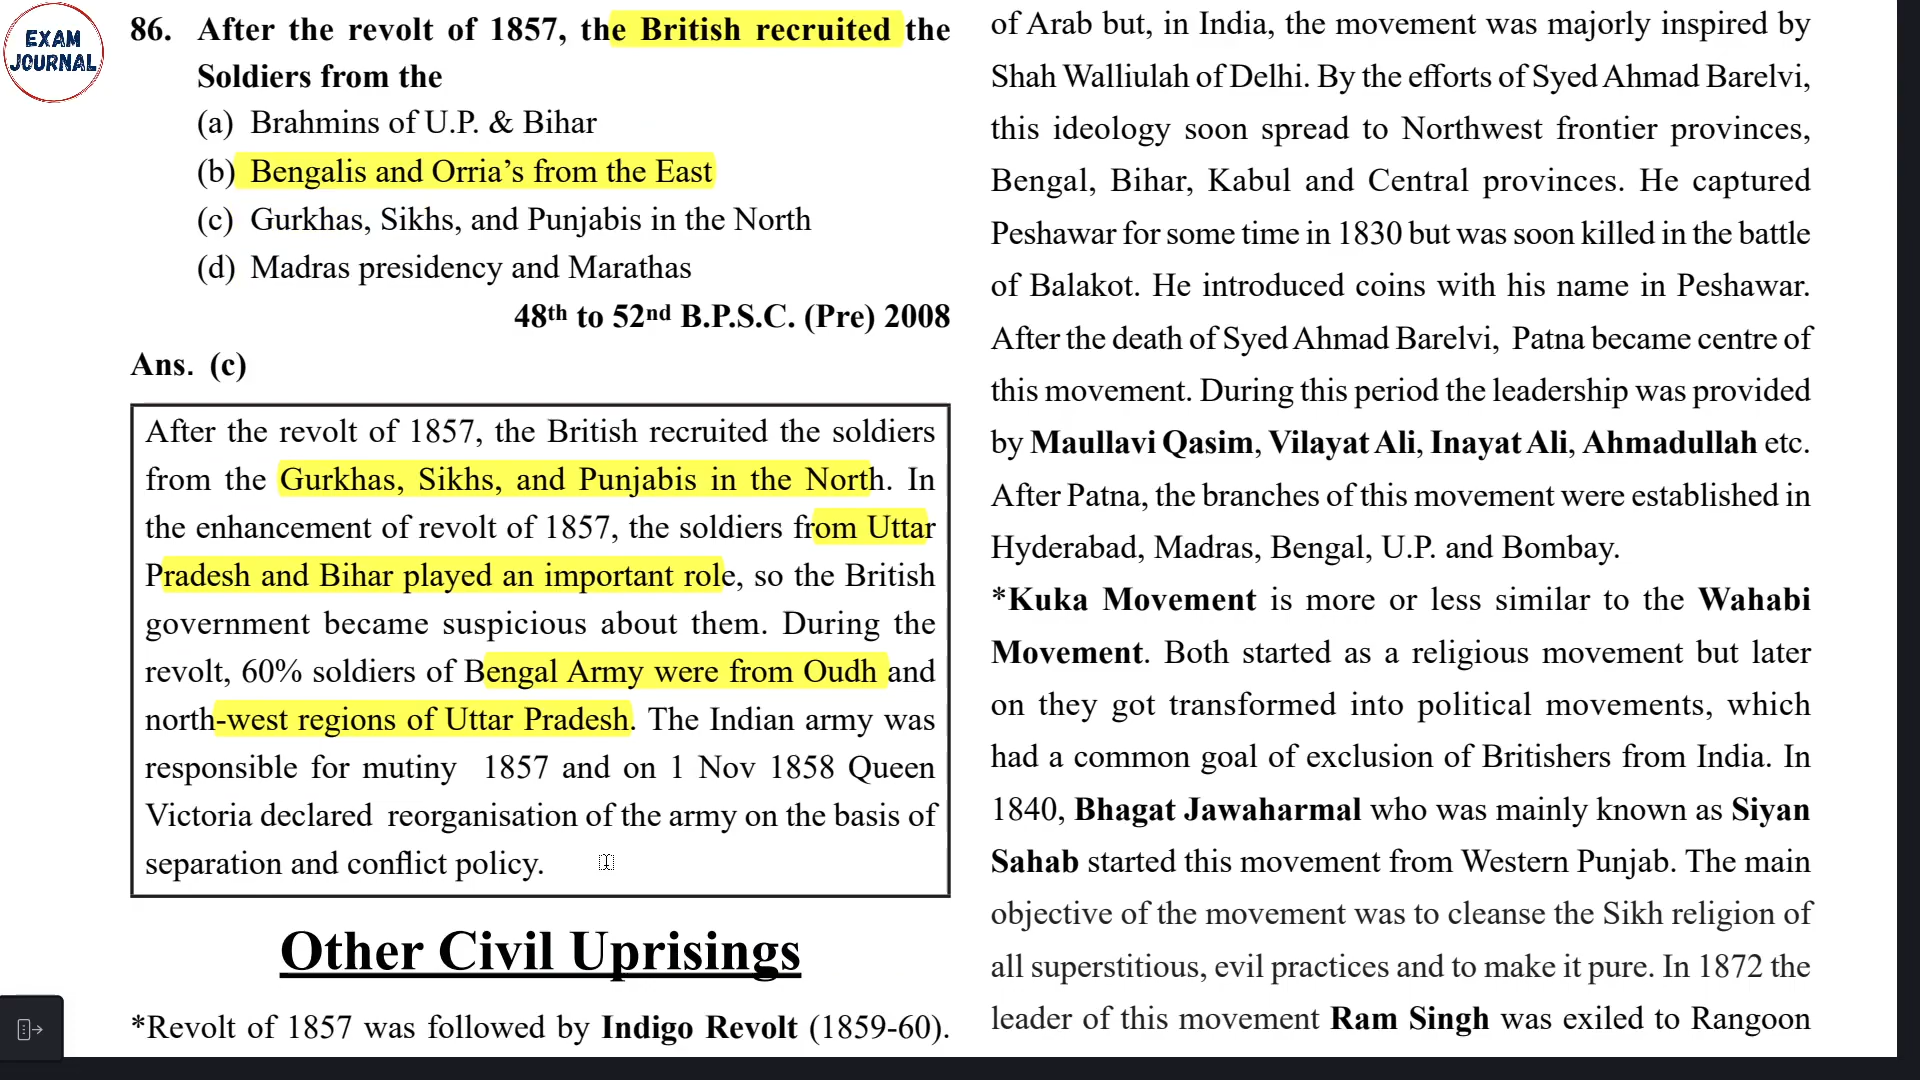 EXAM
JOURNAL
86. After the revolt of 1857, the British recruited the
Soldiers from the
(a) Brahmins of U.P. & Bihar
(b) Bengalis and Orria’s from the East
(c) Gurkhas, Sikhs, and Punjabis in the North
(d) Madras presidency and Marathas
48th to 52nd B.P.S.C. (Pre) 2008
Ans. (c)
After the revolt of 1857, the British recruited the soldiers
from the Gurkhas, Sikhs, and Punjabis in the North. In
the enhancement of revolt of 1857, the soldiers from Uttar
Pradesh and Bihar played an important role, so the British
government became suspicious about them. During the
revolt, 60% soldiers of Bengal Army were from Oudh and
north-west regions of Uttar Pradesh. The Indian army was
responsible for mutiny 1857 and on 1 Nov 1858 Queen
Victoria declared reorganisation of the army on the basis of
separation and conflict policy.
Other Civil Uprisings
*Revolt of 1857 was followed by Indigo Revolt (1859-60).
of Arab but, in India, the movement was majorly inspired by
Shah Walliulah of Delhi. By the efforts of Syed Ahmad Barelvi,
this ideology soon spread to Northwest frontier provinces,
Bengal, Bihar, Kabul and Central provinces. He captured
Peshawar for some time in 1830 but was soon killed in the battle
of Balakot. He introduced coins with his name in Peshawar.
After the death of Syed Ahmad Barelvi, Patna became centre of
this movement. During this period the leadership was provided
by Maullavi Qasim, Vilayat Ali, Inayat Ali, Ahmadullah etc.
After Patna, the branches of this movement were established in
Hyderabad, Madras, Bengal, U.P. and Bombay.
*Kuka Movement is more or less similar to the Wahabi
Movement. Both started as a religious movement but later
on they got transformed into political movements, which
had a common goal of exclusion of Britishers from India. In
1840, Bhagat Jawaharmal who was mainly known as Siyan
Sahab started this movement from Western Punjab. The main
objective of the movement was to cleanse the Sikh religion of
all superstitious, evil practices and to make it pure. In 1872 the
leader of this movement Ram Singh was exiled to Rangoon